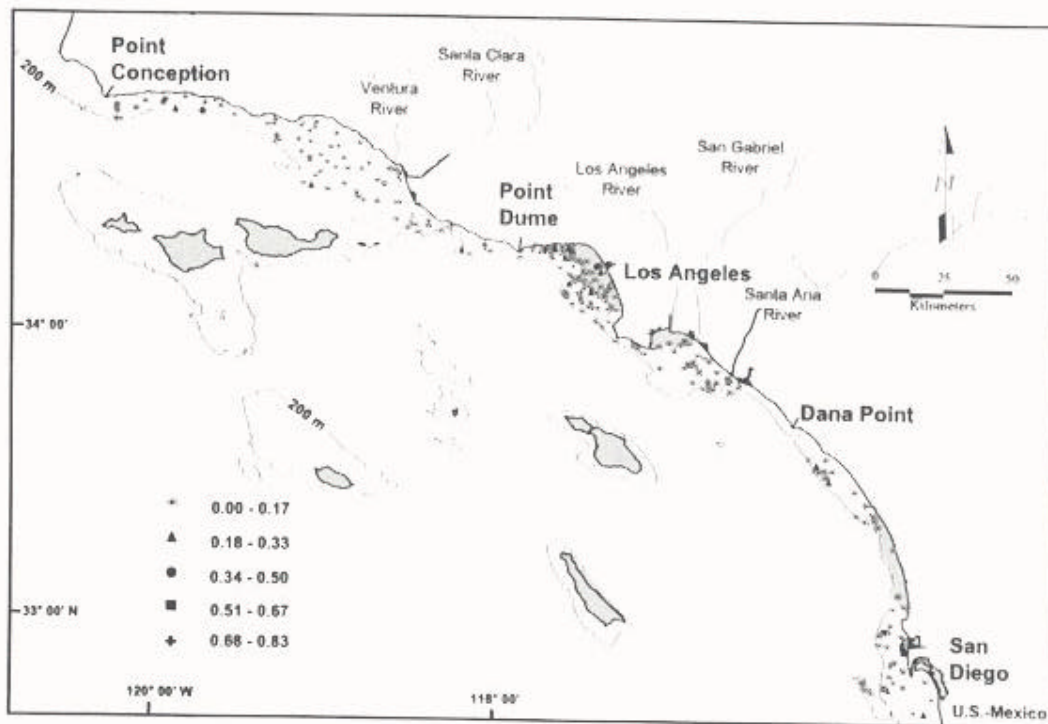 Point
Conception
200 m
Santa Clara
River
Ventura
River
San Gabriel
River
Los Angeles
River
Point
Dume
N
Los Angeles
0 25 50
Kilometers
Santa Ana
River
34° 00'
Dana Point
200 m
0.00 - 0.17
0.18 - 0.33
0.34 - 0.50
0.51 - 0.67
0.68 - 0.83
33° 00' N
San
Diego
120° 00' W
118° 00'
U.S.-Mexico